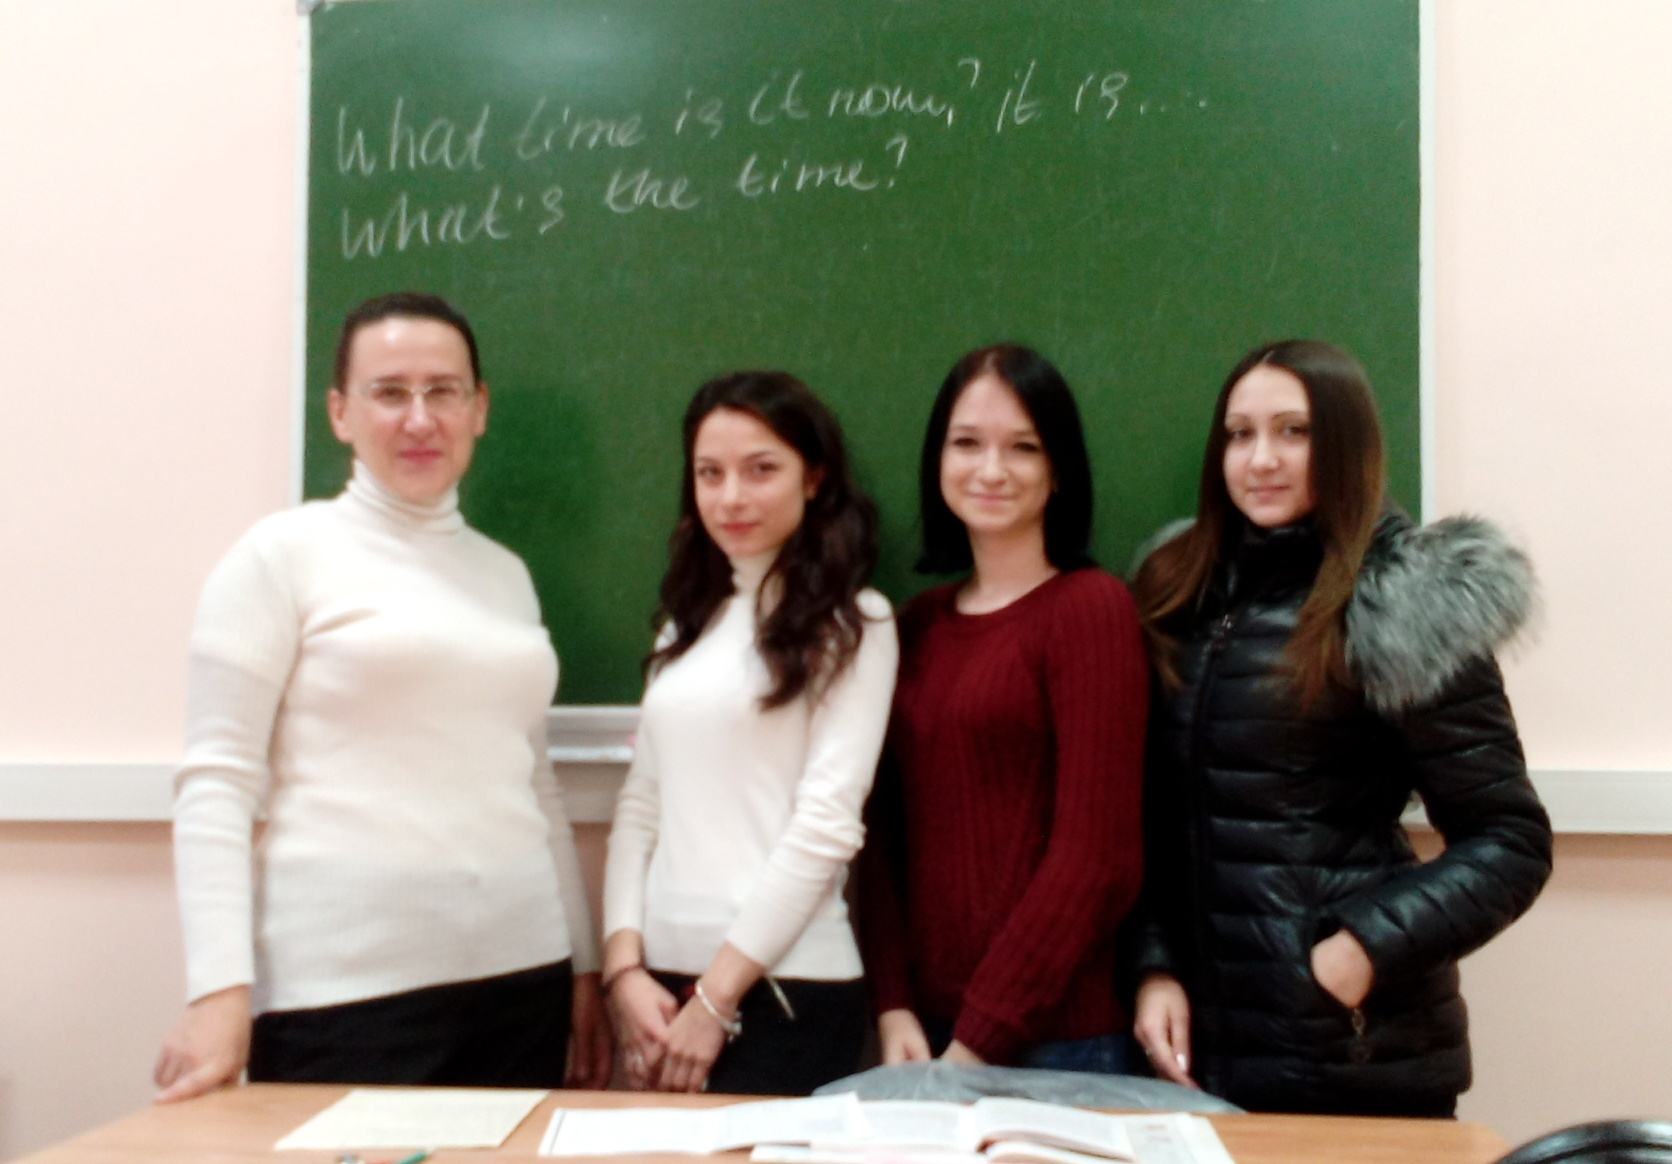 What time is it now? it is....
What's the time?